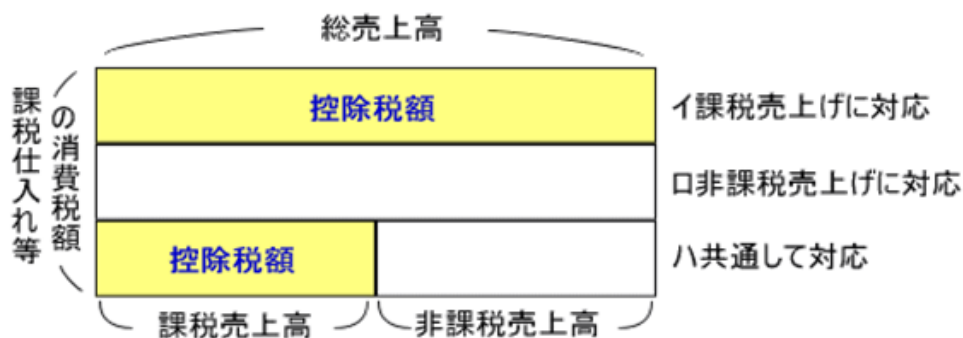 総売上高
課税仕入れ等
の消費税額
控除税額
イ課税売上げに対応
ロ非課税売上げに対応
控除税額
ハ共通して対応
課税売上高
非課税売上高